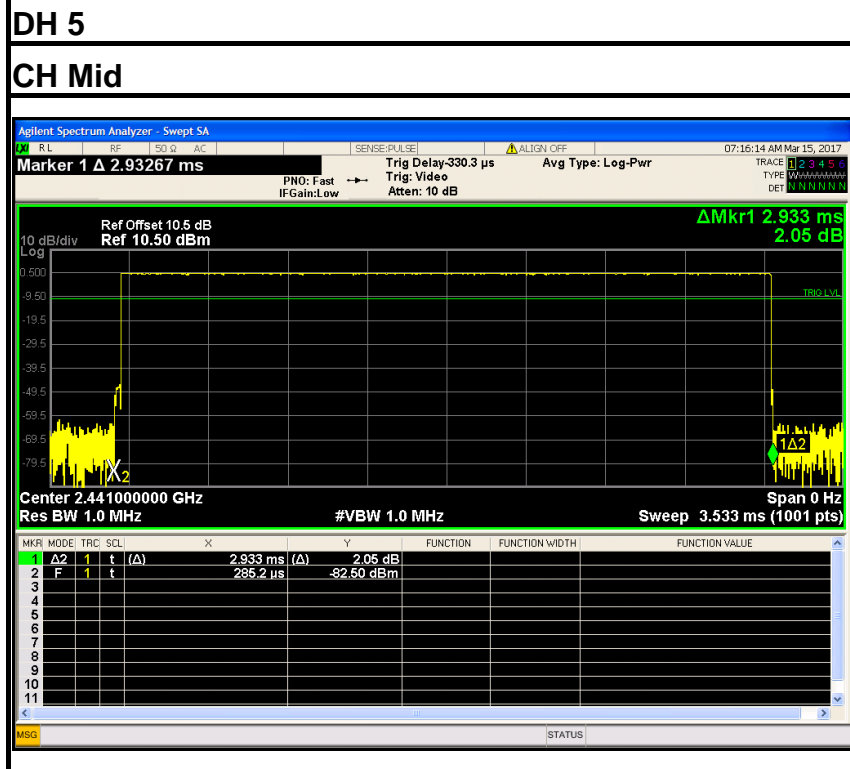 DH 5
CH Mid
Agilent Spectrum Analyzer - Swept SA
LXI RL RF 50 Ω AC SENSE:PULSE ALIGN OFF 07:16:14 AM Mar 15, 2017
Marker 1 Δ 2.93267 ms Trig Delay-330.3 µs Avg Type: Log-Pwr TRACE 1 2 3 4 5 6
PNO: Fast Trig: Video TYPE W
IFGain:Low Atten: 10 dB DET N N N N N N
ΔMkr1 2.933 ms
2.05 dB
Ref Offset 10.5 dB
10 dB/div Ref 10.50 dBm
Log
0.500
-9.50
TRIG LVL
-19.5
-29.5
-39.5
-49.5
-59.5
-69.5
-79.5
1Δ2
X2
Center 2.441000000 GHz Span 0 Hz
Res BW 1.0 MHz #VBW 1.0 MHz Sweep 3.533 ms (1001 pts)
MKR MODE TRC SCL X Y FUNCTION FUNCTION WIDTH FUNCTION VALUE
1 Δ2 1 t (Δ) 2.933 ms (Δ) 2.05 dB
2 F 1 t 285.2 µs -82.50 dBm
3
4
5
6
7
8
9
10
11
MSG STATUS